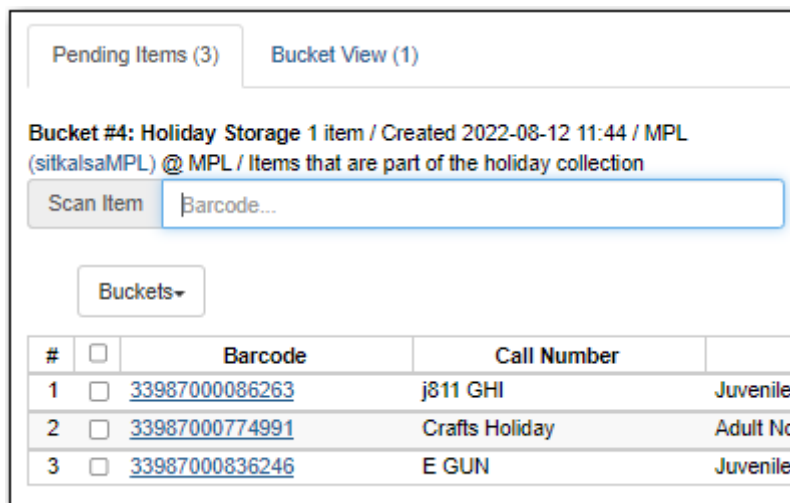 Pending Items (3) Bucket View (1)
Bucket #4: Holiday Storage 1 item / Created 2022-08-12 11:44 / MPL
(sitkalsaMPL) @ MPL / Items that are part of the holiday collection
Scan Item Barcode...
Buckets
# Barcode Call Number
1 33987000086263 j811 GHI Juvenile
2 33987000774991 Crafts Holiday Adult No
3 33987000836246 E GUN Juvenile